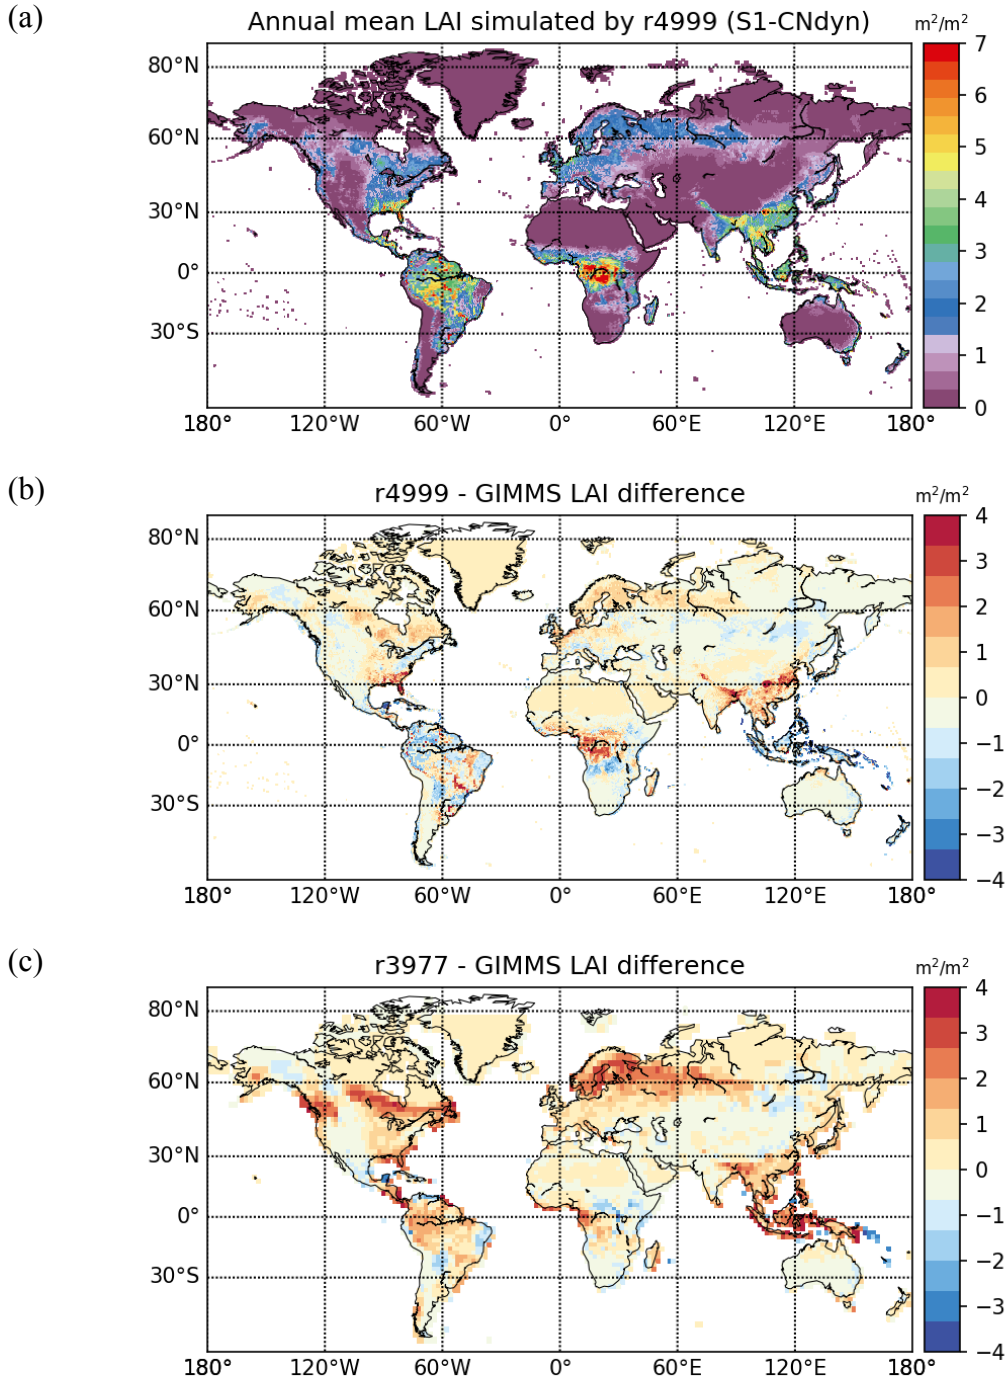 (a)
Annual mean LAI simulated by r4999 (S1-CNdyn)
m²/m²
80°N
60°N
30°N
0°
30°S
180°
120°W
60°W
0°
60°E
120°E
180°
7
6
5
4
3
2
1
0
(b)
r4999 - GIMMS LAI difference
m²/m²
80°N
60°N
30°N
0°
30°S
180°
120°W
60°W
0°
60°E
120°E
180°
4
3
2
1
0
−1
−2
−3
−4
(c)
r3977 - GIMMS LAI difference
m²/m²
80°N
60°N
30°N
0°
30°S
180°
120°W
60°W
0°
60°E
120°E
180°
4
3
2
1
0
−1
−2
−3
−4